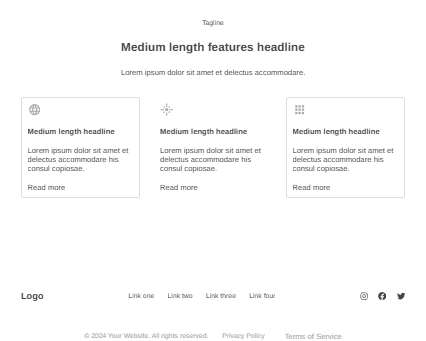 Tagline
Medium length features headline
Lorem ipsum dolor sit amet et delectus accommodare.
Medium length headline
Lorem ipsum dolor sit amet et
delectus accommodare his
consul copiosae.
Read more
Medium length headline
Lorem ipsum dolor sit amet et
delectus accommodare his
consul copiosae.
Read more
Medium length headline
Lorem ipsum dolor sit amet et
delectus accommodare his
consul copiosae.
Read more
Logo
Link one Link two Link three Link four
© 2024 Your Website. All rights reserved. Privacy Policy Terms of Service